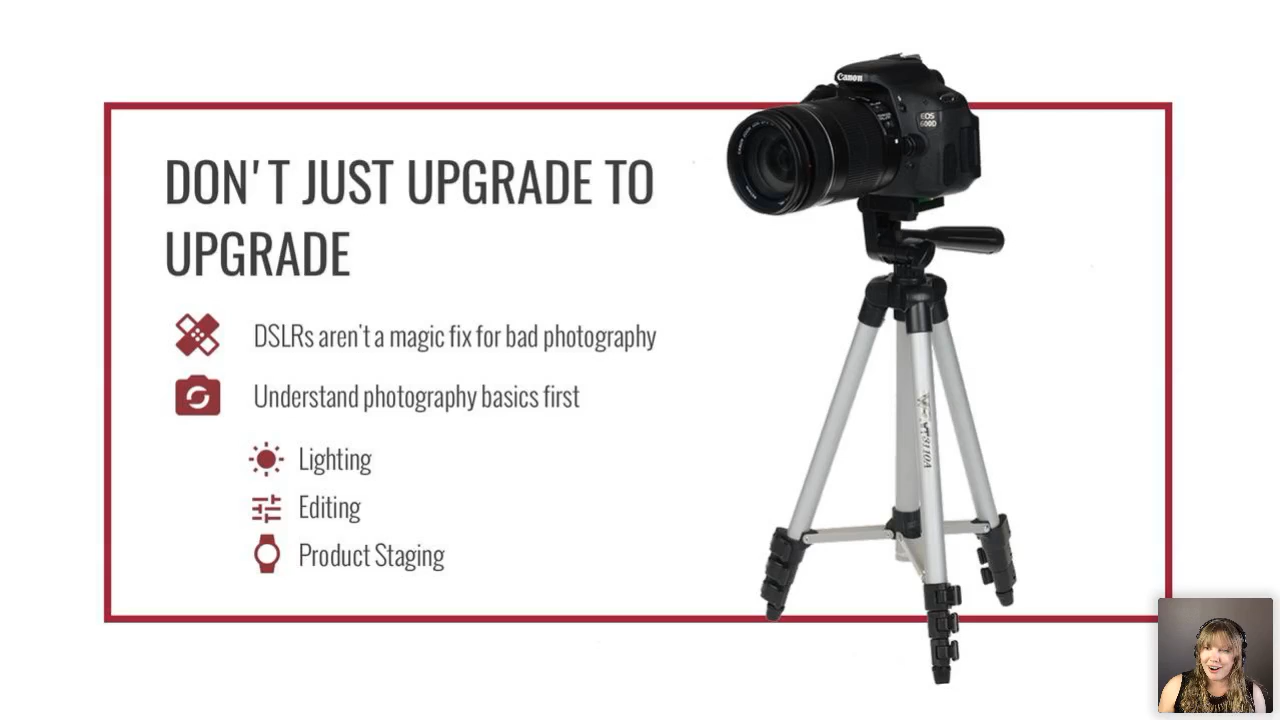 DON'T JUST UPGRADE TO
UPGRADE
DSLRs aren't a magic fix for bad photography
Understand photography basics first
Lighting
Editing
Product Staging
Canon
EOS
600D